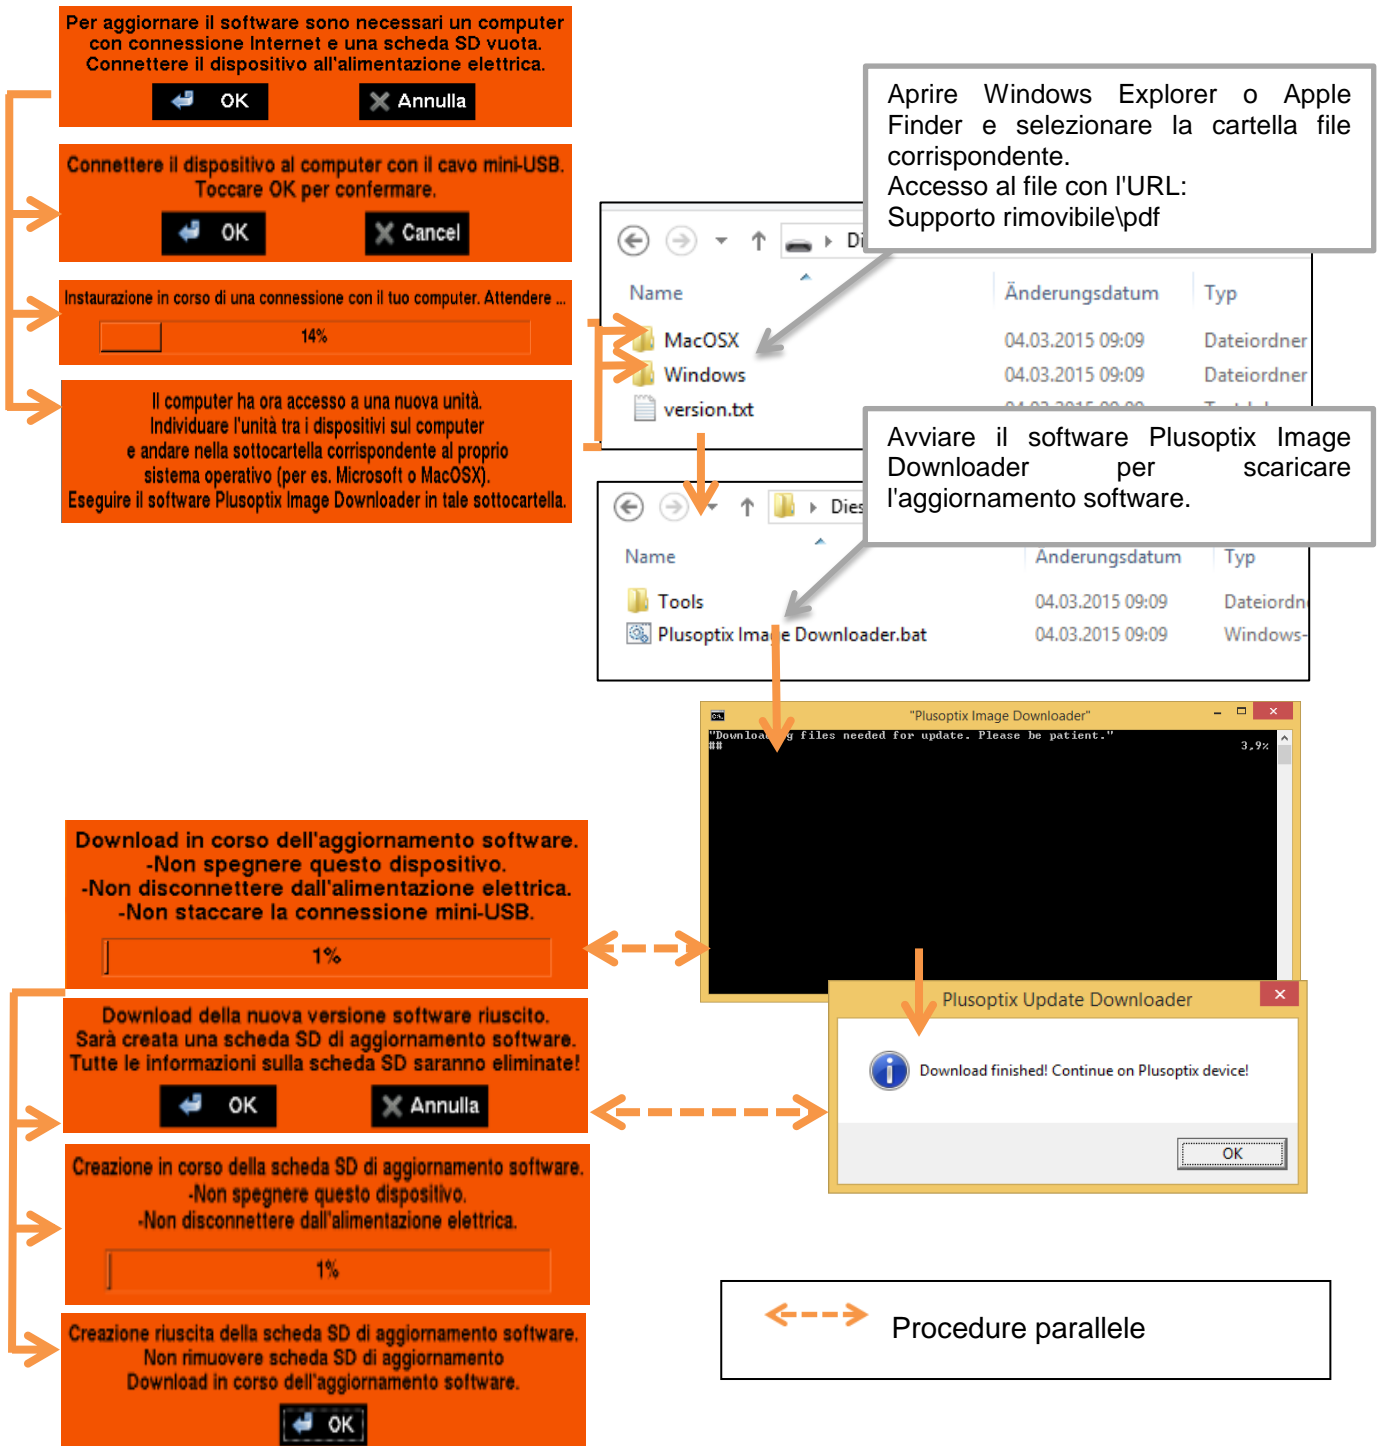 Per aggiornare il software sono necessari un computer
con connessione Internet e una scheda SD vuota.
Connettere il dispositivo all'alimentazione elettrica.
OK
Annulla
Connettere il dispositivo al computer con il cavo mini-USB.
Toccare OK per confermare.
OK
Cancel
Instaurazione in corso di una connessione con il tuo computer. Attendere ...
14%
Il computer ha ora accesso a una nuova unità.
Individuare l'unità tra i dispositivi sul computer
e andare nella sottocartella corrispondente al proprio
sistema operativo (per es. Microsoft o MacOSX).
Eseguire il software Plusoptix Image Downloader in tale sottocartella.
Aprire Windows Explorer o Apple
Finder e selezionare la cartella file
corrispondente.
Accesso al file con l'URL:
Supporto rimovibile\pdf
Di
Name Änderungsdatum Typ
MacOSX 04.03.2015 09:09 Dateiordner
Windows 04.03.2015 09:09 Dateiordner
version.txt
Avviare il software Plusoptix Image
Downloader per scaricare
l'aggiornamento software.
Dies
Name Änderungsdatum Typ
Tools 04.03.2015 09:09 Dateiordn
Plusoptix Image Downloader.bat 04.03.2015 09:09 Windows-
"Plusoptix Image Downloader"
"Downloading files needed for update. Please be patient."
## 3,9%
Download in corso dell'aggiornamento software.
-Non spegnere questo dispositivo.
-Non disconnettere dall'alimentazione elettrica.
-Non staccare la connessione mini-USB.
1%
Download della nuova versione software riuscito.
Sarà creata una scheda SD di aggiornamento software.
Tutte le informazioni sulla scheda SD saranno eliminate!
OK
Annulla
Plusoptix Update Downloader
Download finished! Continue on Plusoptix device!
OK
Creazione in corso della scheda SD di aggiornamento software.
-Non spegnere questo dispositivo.
-Non disconnettere dall'alimentazione elettrica.
1%
Creazione riuscita della scheda SD di aggiornamento software.
Non rimuovere scheda SD di aggiornamento
Download in corso dell'aggiornamento software.
OK
Procedure parallele